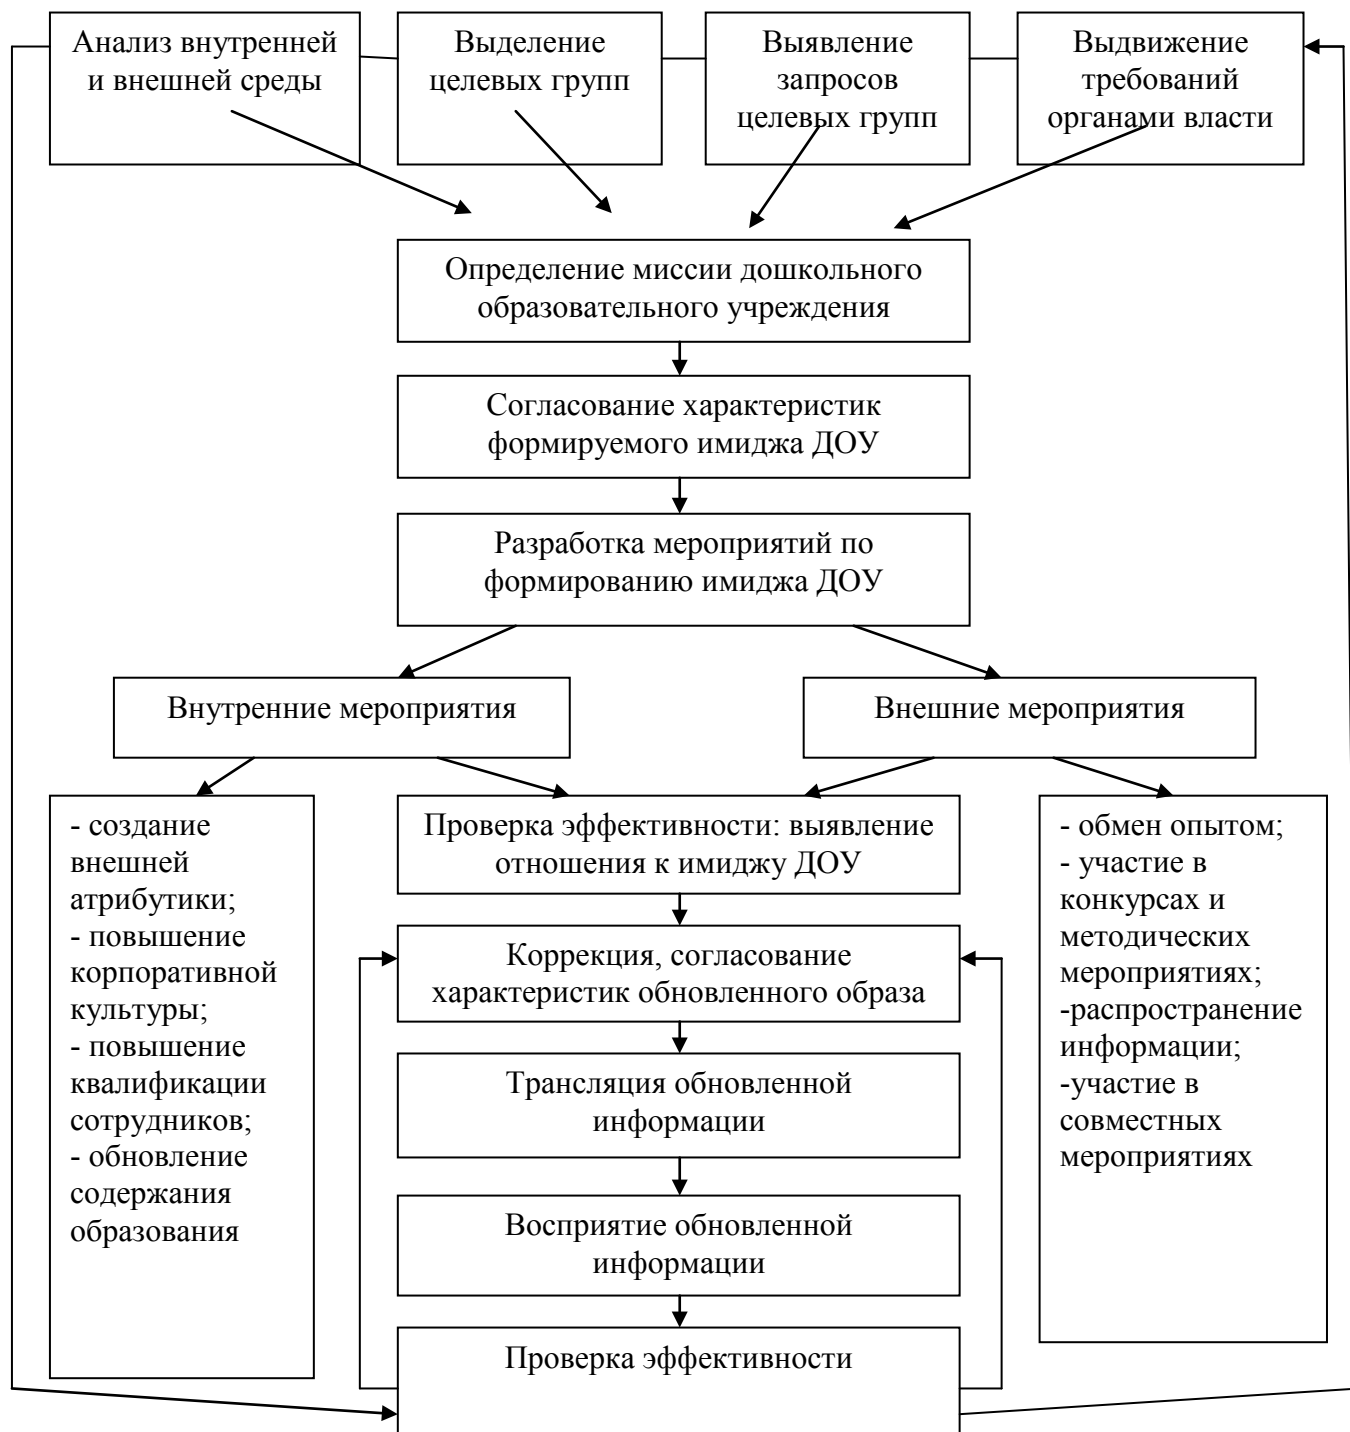 Анализ внутренней
и внешней среды
Выделение
целевых групп
Выявление
запросов
целевых групп
Выдвижение
требований
органами власти
Определение миссии дошкольного
образовательного учреждения
Согласование характеристик
формируемого имиджа ДОУ
Разработка мероприятий по
формированию имиджа ДОУ
Внутренние мероприятия
Внешние мероприятия
- создание
внешней
атрибутики;
- повышение
корпоративной
культуры;
- повышение
квалификации
сотрудников;
- обновление
содержания
образования
Проверка эффективности: выявление
отношения к имиджу ДОУ
Коррекция, согласование
характеристик обновленного образа
Трансляция обновленной
информации
Восприятие обновленной
информации
Проверка эффективности
- обмен опытом;
- участие в
конкурсах и
методических
мероприятиях;
-распространение
информации;
-участие в
совместных
мероприятиях